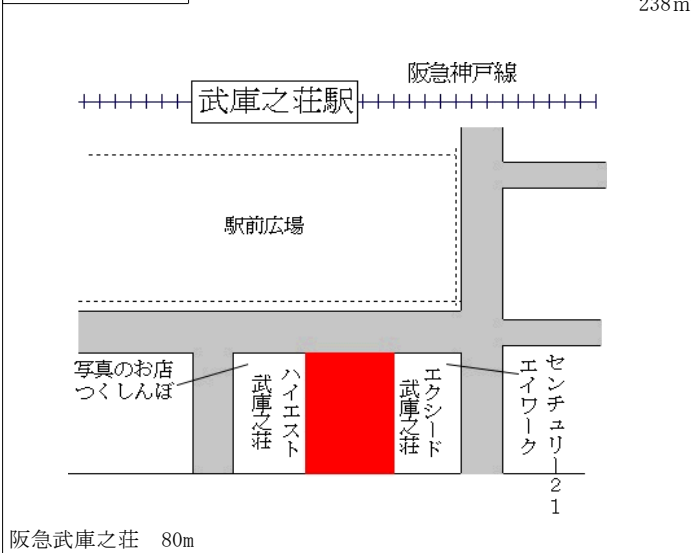 238m
阪急神戸線
武庫之荘駅
駅前広場
写真のお店
つくしんぼ
ハイエスト
武庫之荘
エクシード
武庫之荘
センチュリー21
エイワーク
阪急武庫之荘　80m